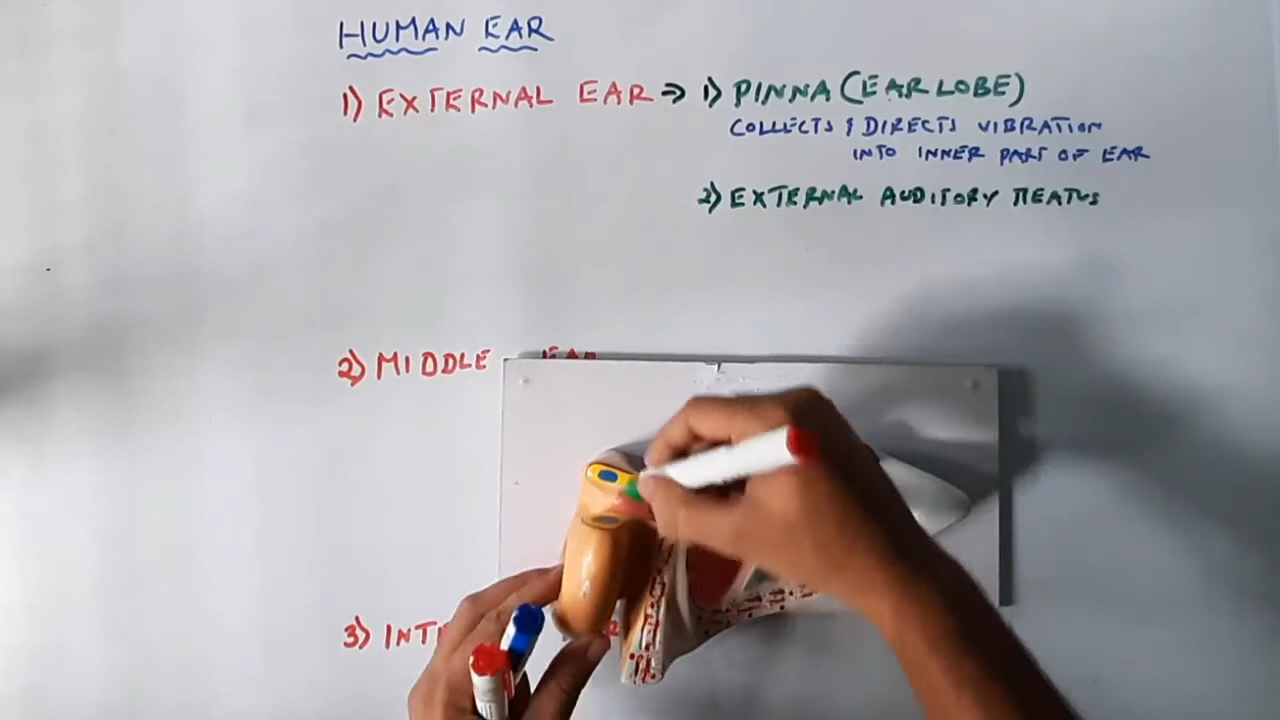 HUMAN EAR
1) EXTERNAL EAR ⇒ 1) PINNA (EAR LOBE)
COLLECTS & DIRECTS VIBRATION
INTO INNER PART OF EAR
2) EXTERNAL AUDITORY MEATUS
2) MIDDLE EAR
3)